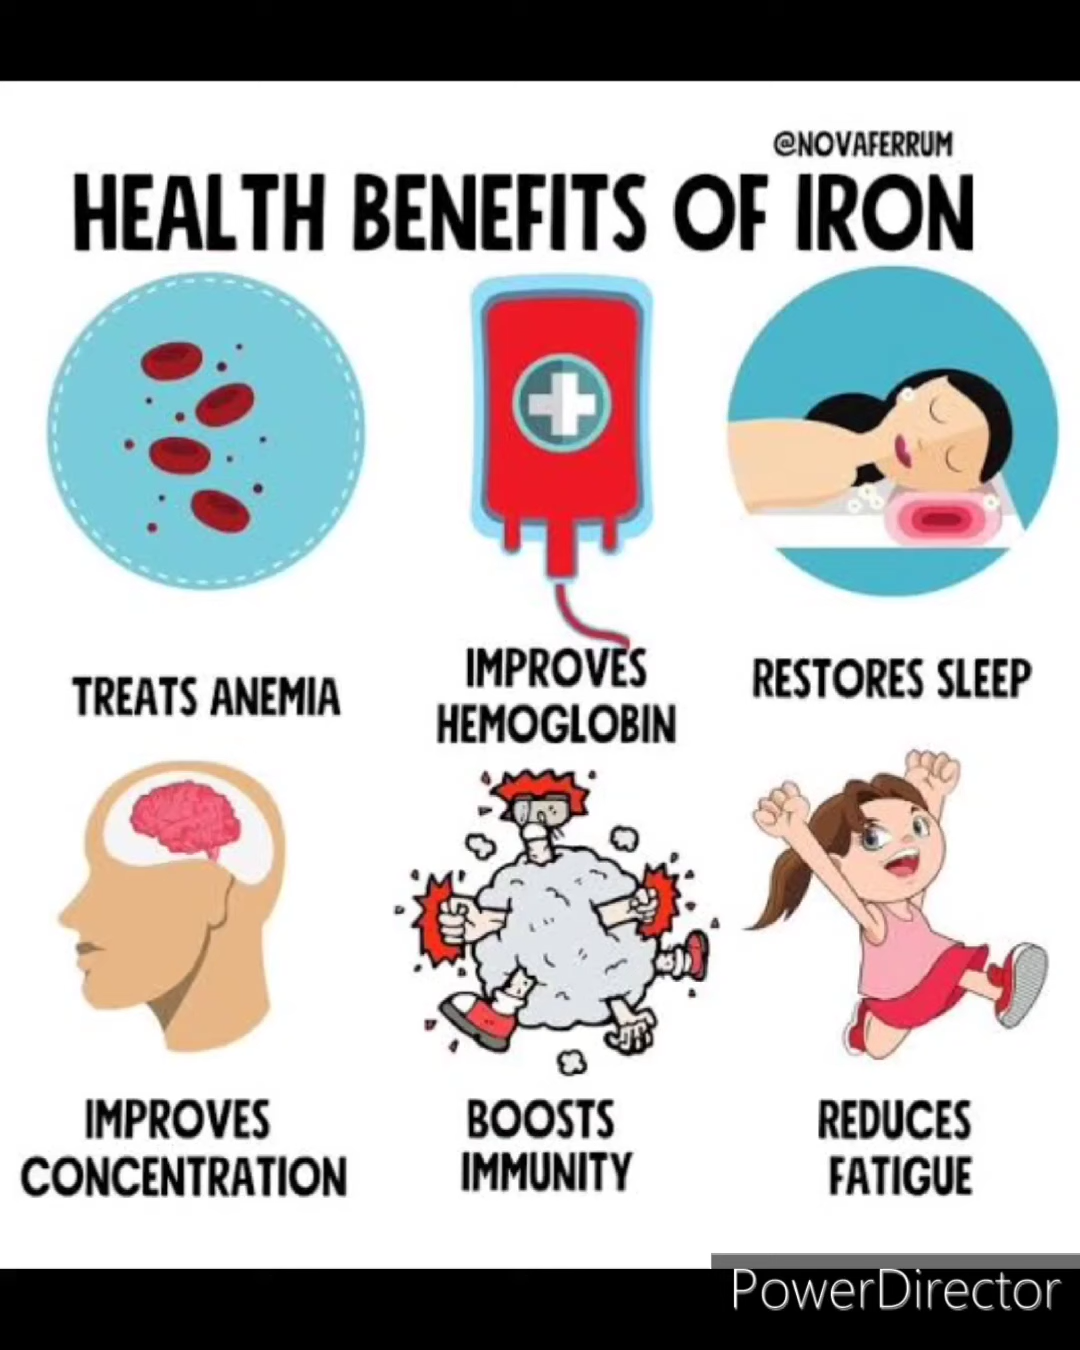 @NOVAFERRUM
HEALTH BENEFITS OF IRON
TREATS ANEMIA
IMPROVES
HEMOGLOBIN
RESTORES SLEEP
IMPROVES
CONCENTRATION
BOOSTS
IMMUNITY
REDUCES
FATIGUE
PowerDirector